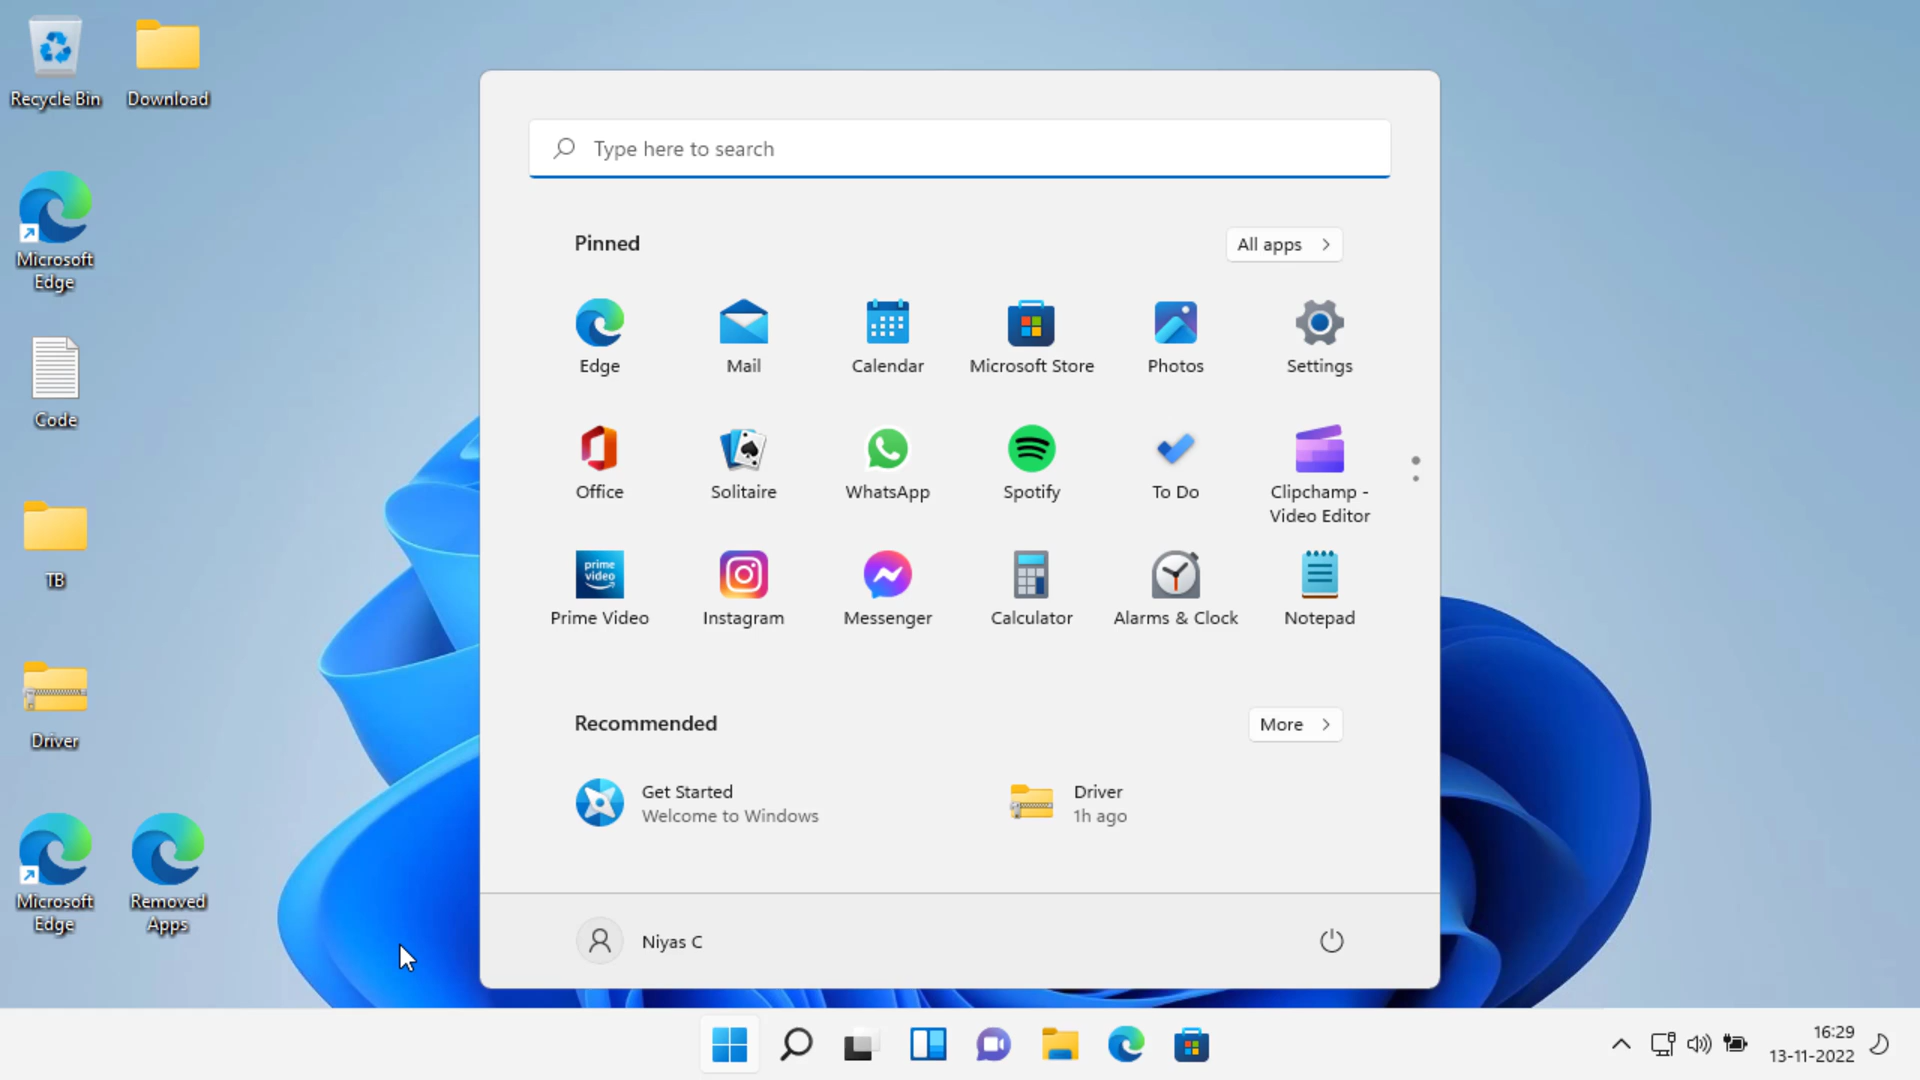 Recycle Bin
Download
Microsoft
Edge
Code
TB
Driver
Microsoft
Edge
Removed
Apps
Type here to search
Pinned
All apps
Edge
Mail
Calendar
Microsoft Store
Photos
Settings
Office
Solitaire
WhatsApp
Spotify
To Do
Clipchamp -
Video Editor
prime
video
Prime Video
Instagram
Messenger
Calculator
Alarms & Clock
Notepad
Recommended
More
Get Started
Welcome to Windows
Driver
1h ago
Niyas C
16:29
13-11-2022